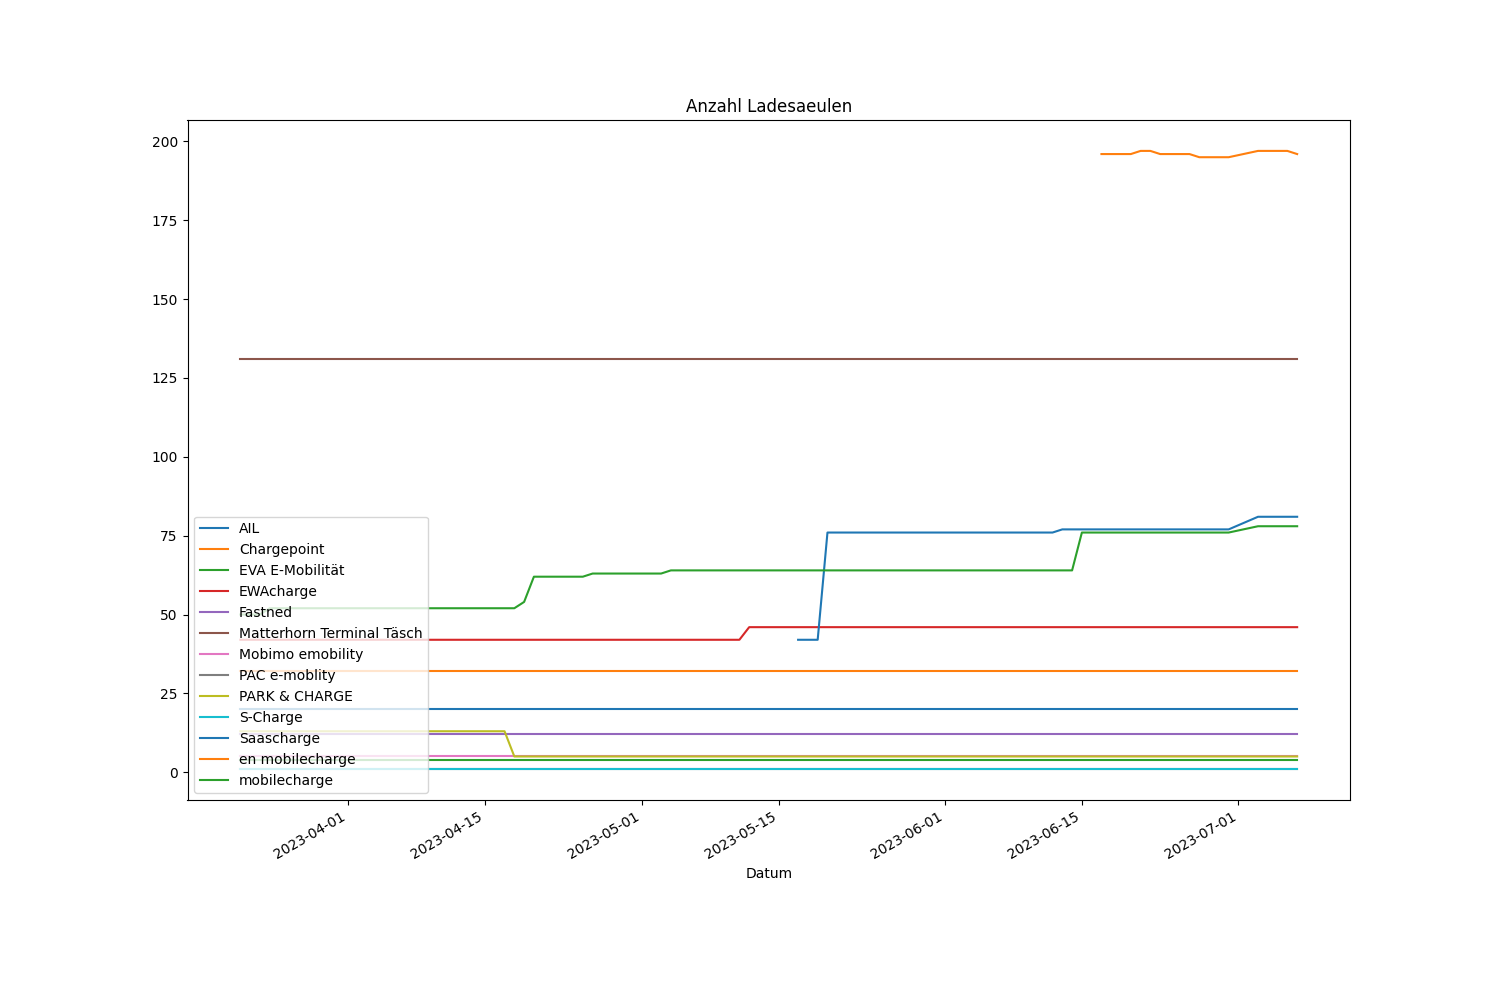 Anzahl Ladesaeulen
200
175
150
125
100
75
50
25
0
AIL
Chargepoint
EVA E-Mobilität
EWAcharge
Fastned
Matterhorn Terminal Täsch
Mobimo emobility
PAC e-moblity
PARK & CHARGE
S-Charge
Saascharge
en mobilecharge
mobilecharge
2023-04-01
2023-04-15
2023-05-01
2023-05-15
2023-06-01
2023-06-15
2023-07-01
Datum